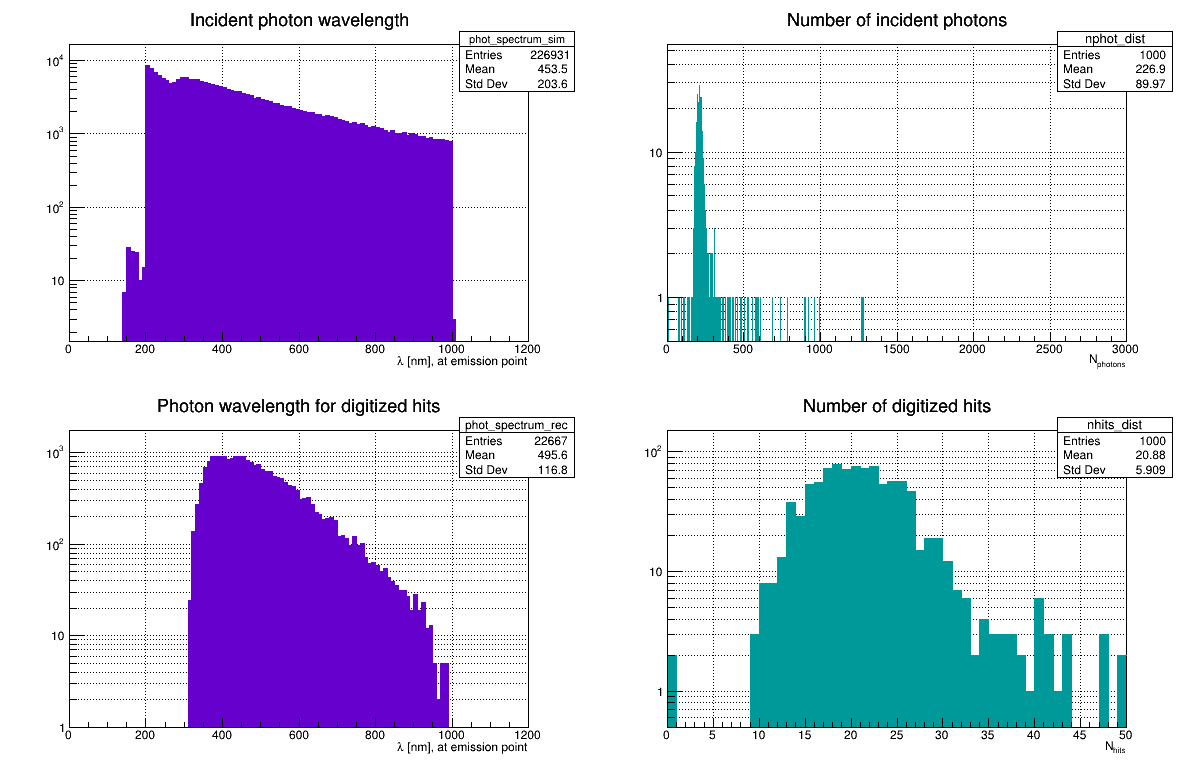 Incident photon wavelength
phot_spectrum_sim
Entries 226931
Mean 453.5
Std Dev 203.6
10^4
10^3
10^2
10
0 200 400 600 800 1000 1200
λ [nm], at emission point
Number of incident photons
nphot_dist
Entries 1000
Mean 226.9
Std Dev 89.97
10
1
0 500 1000 1500 2000 2500 3000
N_photons
Photon wavelength for digitized hits
phot_spectrum_rec
Entries 22667
Mean 495.6
Std Dev 116.8
10^3
10^2
10
1
0 200 400 600 800 1000 1200
λ [nm], at emission point
Number of digitized hits
nhits_dist
Entries 1000
Mean 20.88
Std Dev 5.909
10^2
10
1
0 5 10 15 20 25 30 35 40 45 50
N_hits